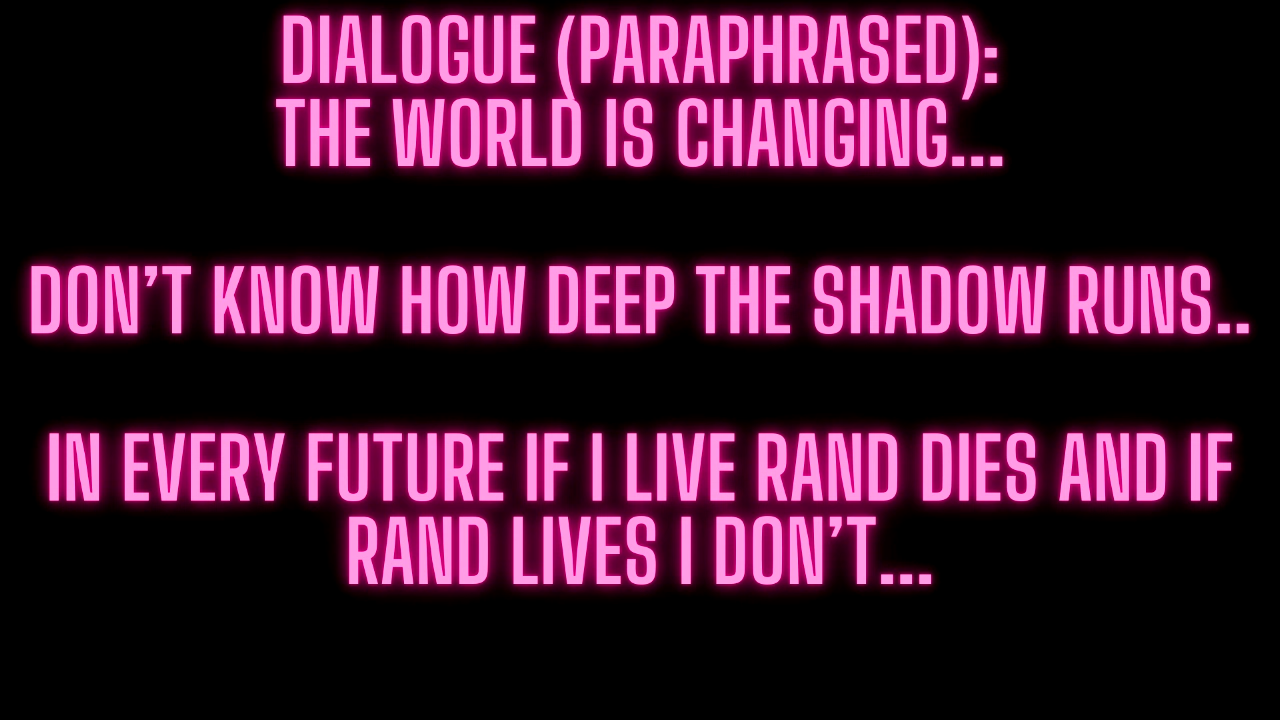 DIALOGUE (PARAPHRASED):
THE WORLD IS CHANGING...
DON’T KNOW HOW DEEP THE SHADOW RUNS..
IN EVERY FUTURE IF I LIVE RAND DIES AND IF
RAND LIVES I DON’T...